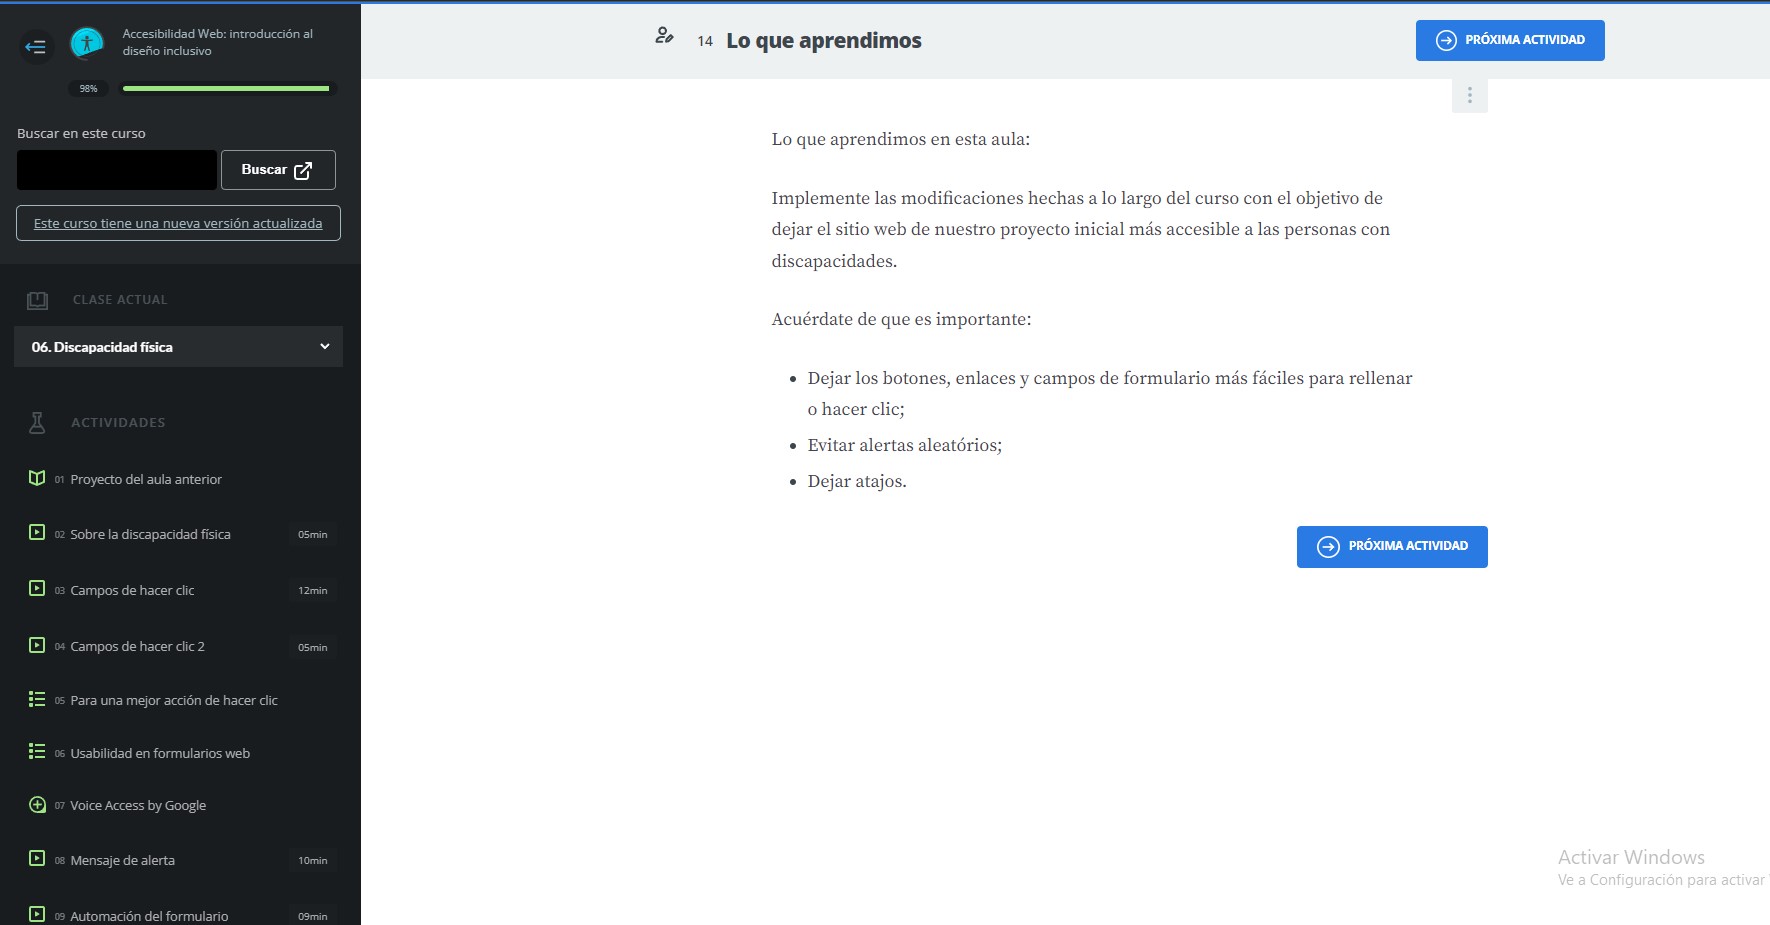 Accesibilidad Web: introducción al
diseño inclusivo
98%
Buscar en este curso
Buscar
Este curso tiene una nueva versión actualizada
CLASE ACTUAL
06. Discapacidad física
ACTIVIDADES
01 Proyecto del aula anterior
02 Sobre la discapacidad física 05min
03 Campos de hacer clic 12min
04 Campos de hacer clic 2 05min
05 Para una mejor acción de hacer clic
06 Usabilidad en formularios web
07 Voice Access by Google
08 Mensaje de alerta 10min
09 Automación del formulario 09min
14 Lo que aprendimos
PRÓXIMA ACTIVIDAD
Lo que aprendimos en esta aula:
Implemente las modificaciones hechas a lo largo del curso con el objetivo de
dejar el sitio web de nuestro proyecto inicial más accesible a las personas con
discapacidades.
Acuérdate de que es importante:
• Dejar los botones, enlaces y campos de formulario más fáciles para rellenar
o hacer clic;
• Evitar alertas aleatórios;
• Dejar atajos.
PRÓXIMA ACTIVIDAD
Activar Windows
Ve a Configuración para activar